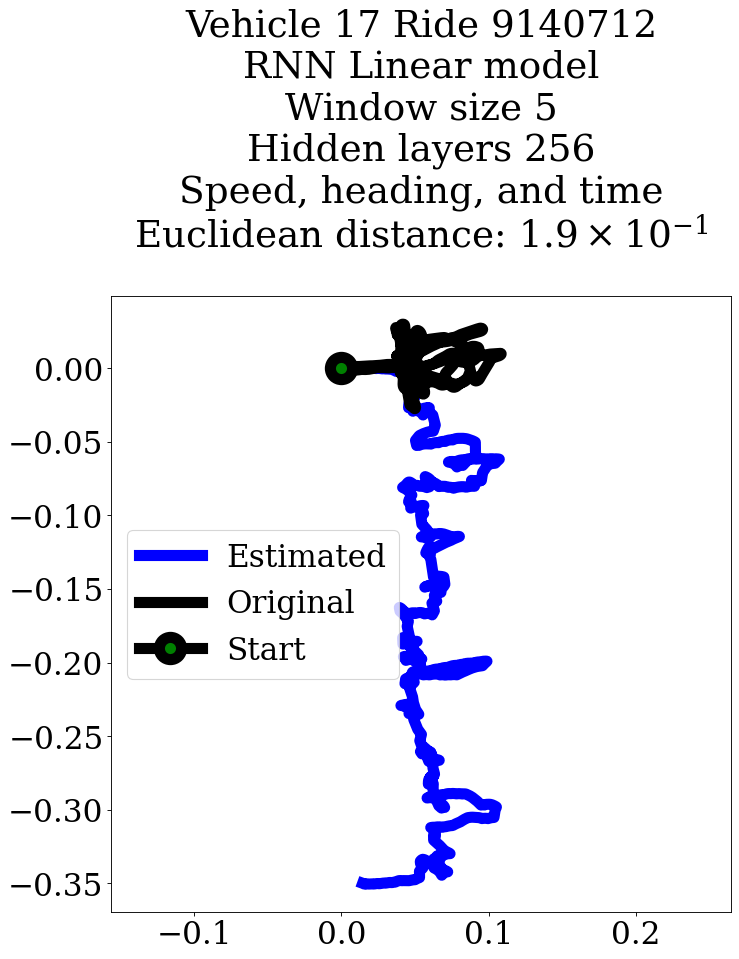 Vehicle 17 Ride 9140712
RNN Linear model
Window size 5
Hidden layers 256
Speed, heading, and time
Euclidean distance: 1.9 × 10⁻¹
0.00
−0.05
−0.10
−0.15
−0.20
−0.25
−0.30
−0.35
Estimated
Original
Start
−0.1 0.0 0.1 0.2